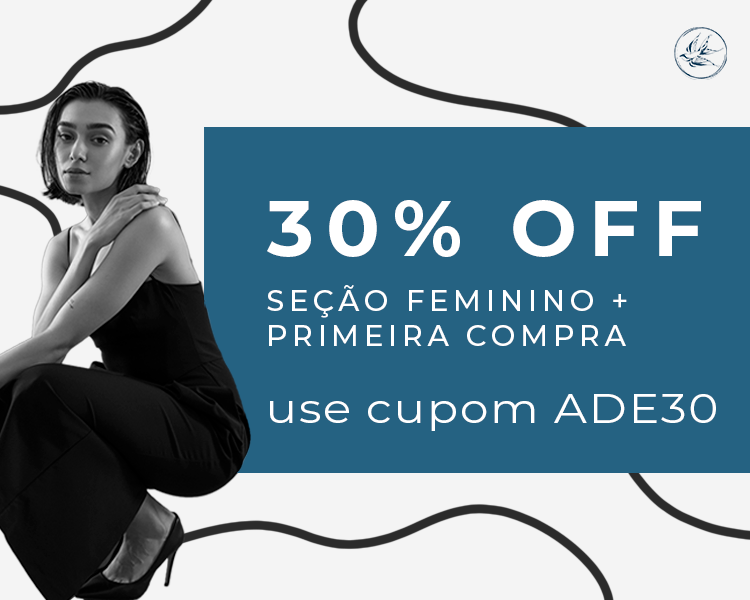 30% OFF
SEÇÃO FEMININO +
PRIMEIRA COMPRA
use cupom ADE30